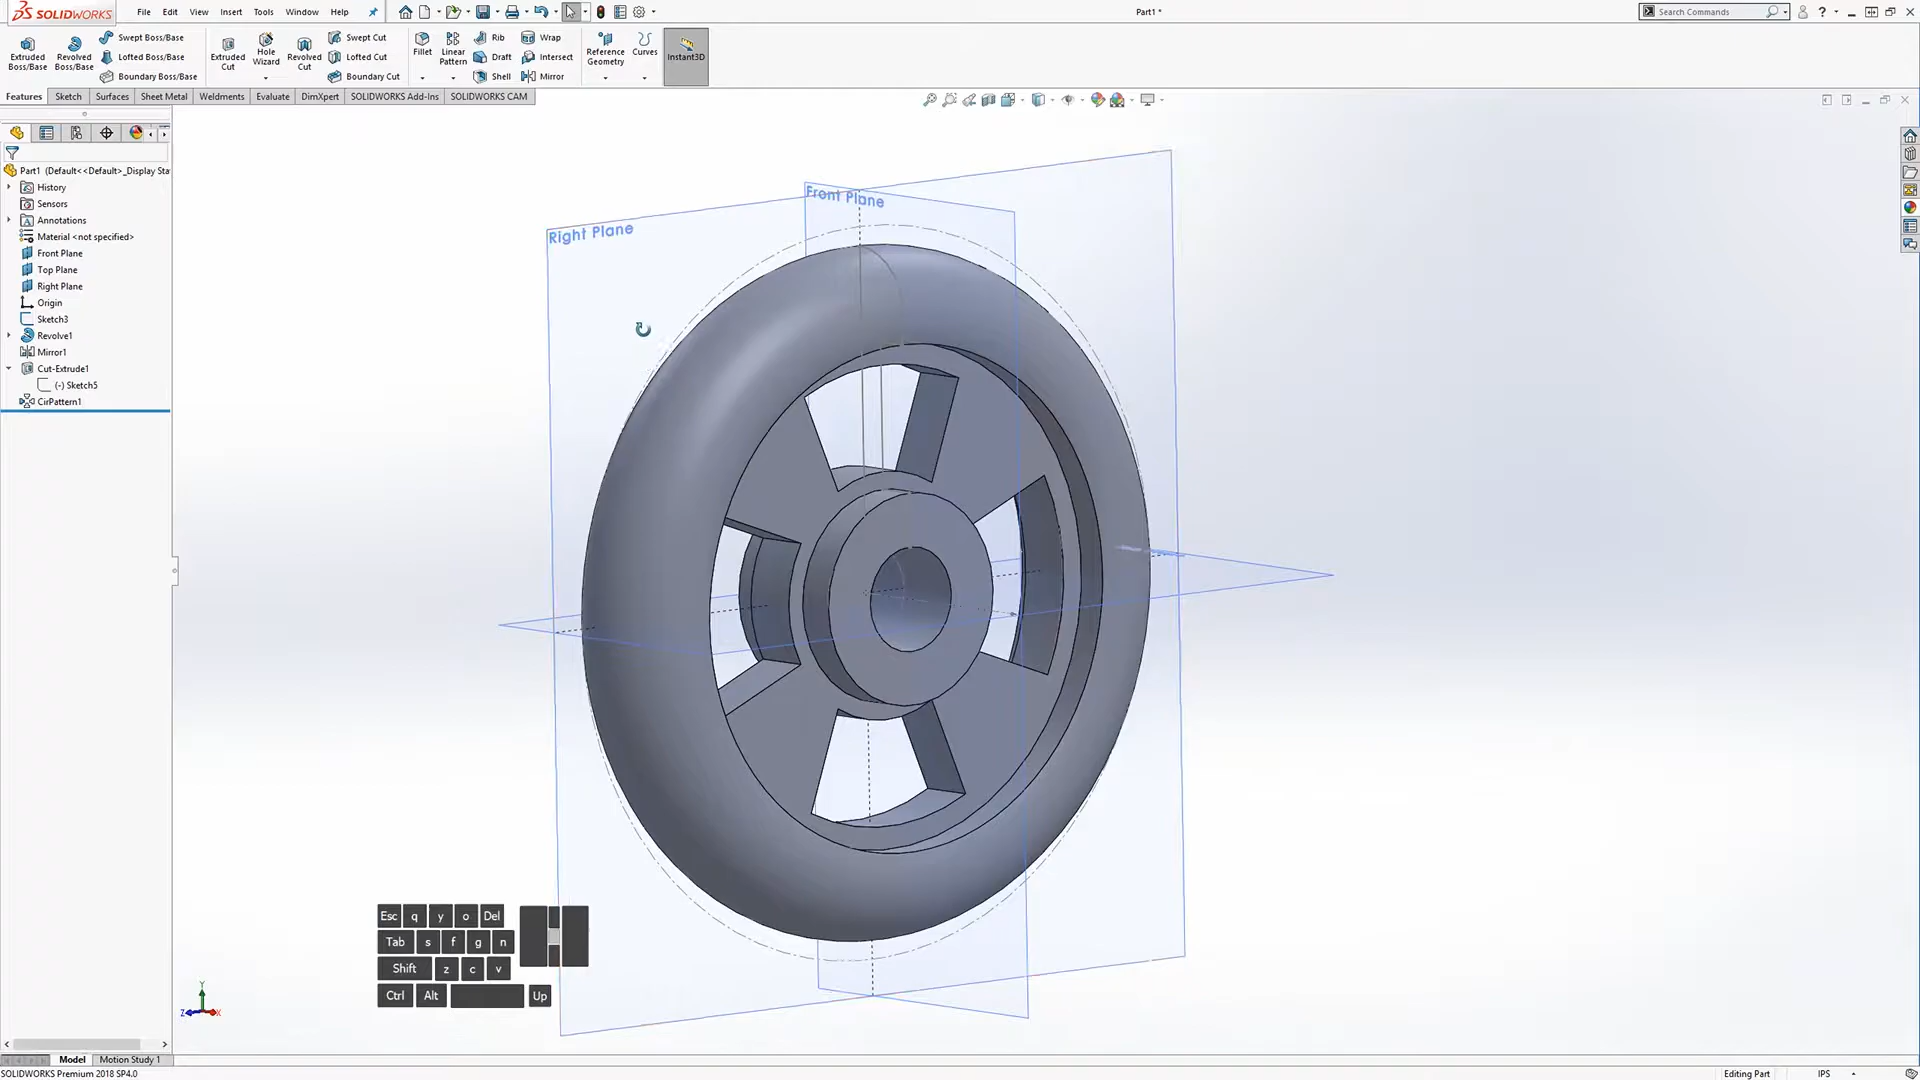 SOLIDWORKS File Edit View Insert Tools Window Help Part1 * Search Commands
Extruded Boss/Base
Revolved Boss/Base
Swept Boss/Base
Lofted Boss/Base
Boundary Boss/Base
Extruded Cut
Hole Wizard
Revolved Cut
Swept Cut
Lofted Cut
Boundary Cut
Fillet
Linear Pattern
Rib
Draft
Shell
Wrap
Intersect
Mirror
Reference Geometry
Curves
Instant3D
Features Sketch Surfaces Sheet Metal Weldments Evaluate DimXpert SOLIDWORKS Add-Ins SOLIDWORKS CAM
Part1 (Default<<Default>_Display Sta
History
Sensors
Annotations
Material <not specified>
Front Plane
Top Plane
Right Plane
Origin
Sketch3
Revolve1
Mirror1
Cut-Extrude1
(-) Sketch5
CirPattern1
Front Plane
Right Plane
Esc q y o Del
Tab s f g n
Shift z c v
Ctrl Alt Up
Y
Z X
Model Motion Study 1
SOLIDWORKS Premium 2018 SP4.0 Editing Part IPS